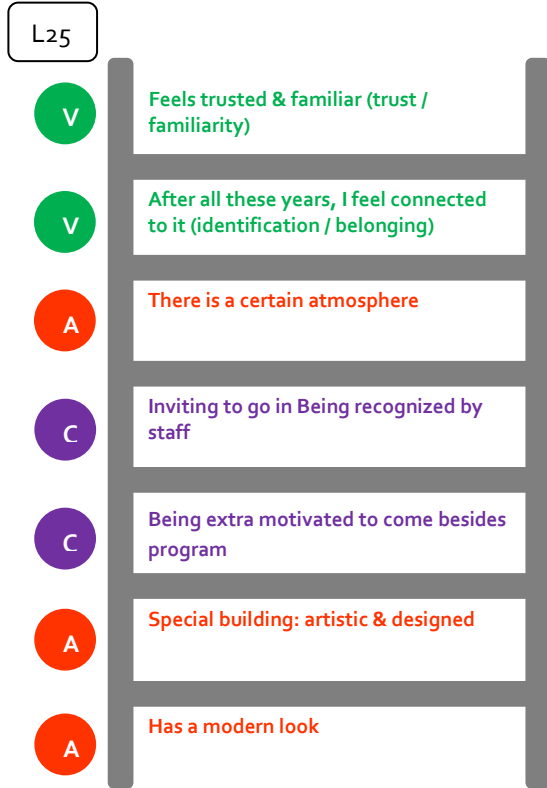 L25
V
Feels trusted & familiar (trust /
familiarity)
V
After all these years, I feel connected
to it (identification / belonging)
A
There is a certain atmosphere
C
Inviting to go in Being recognized by
staff
C
Being extra motivated to come besides
program
A
Special building: artistic & designed
A
Has a modern look